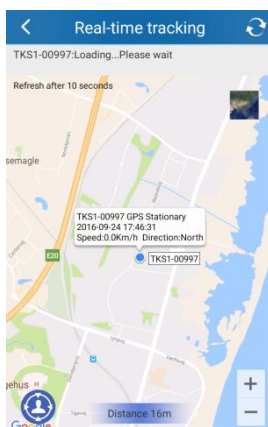 Real-time tracking
TKS1-00997:Loading...Please wait
Refresh after 10 seconds
semagle
TKS1-00997 GPS Stationary
2016-09-24 17:46:31
Speed:0.0Km/h Direction:North
TKS1-00997
E20
gehus H
+
Distance 16m
−
Google